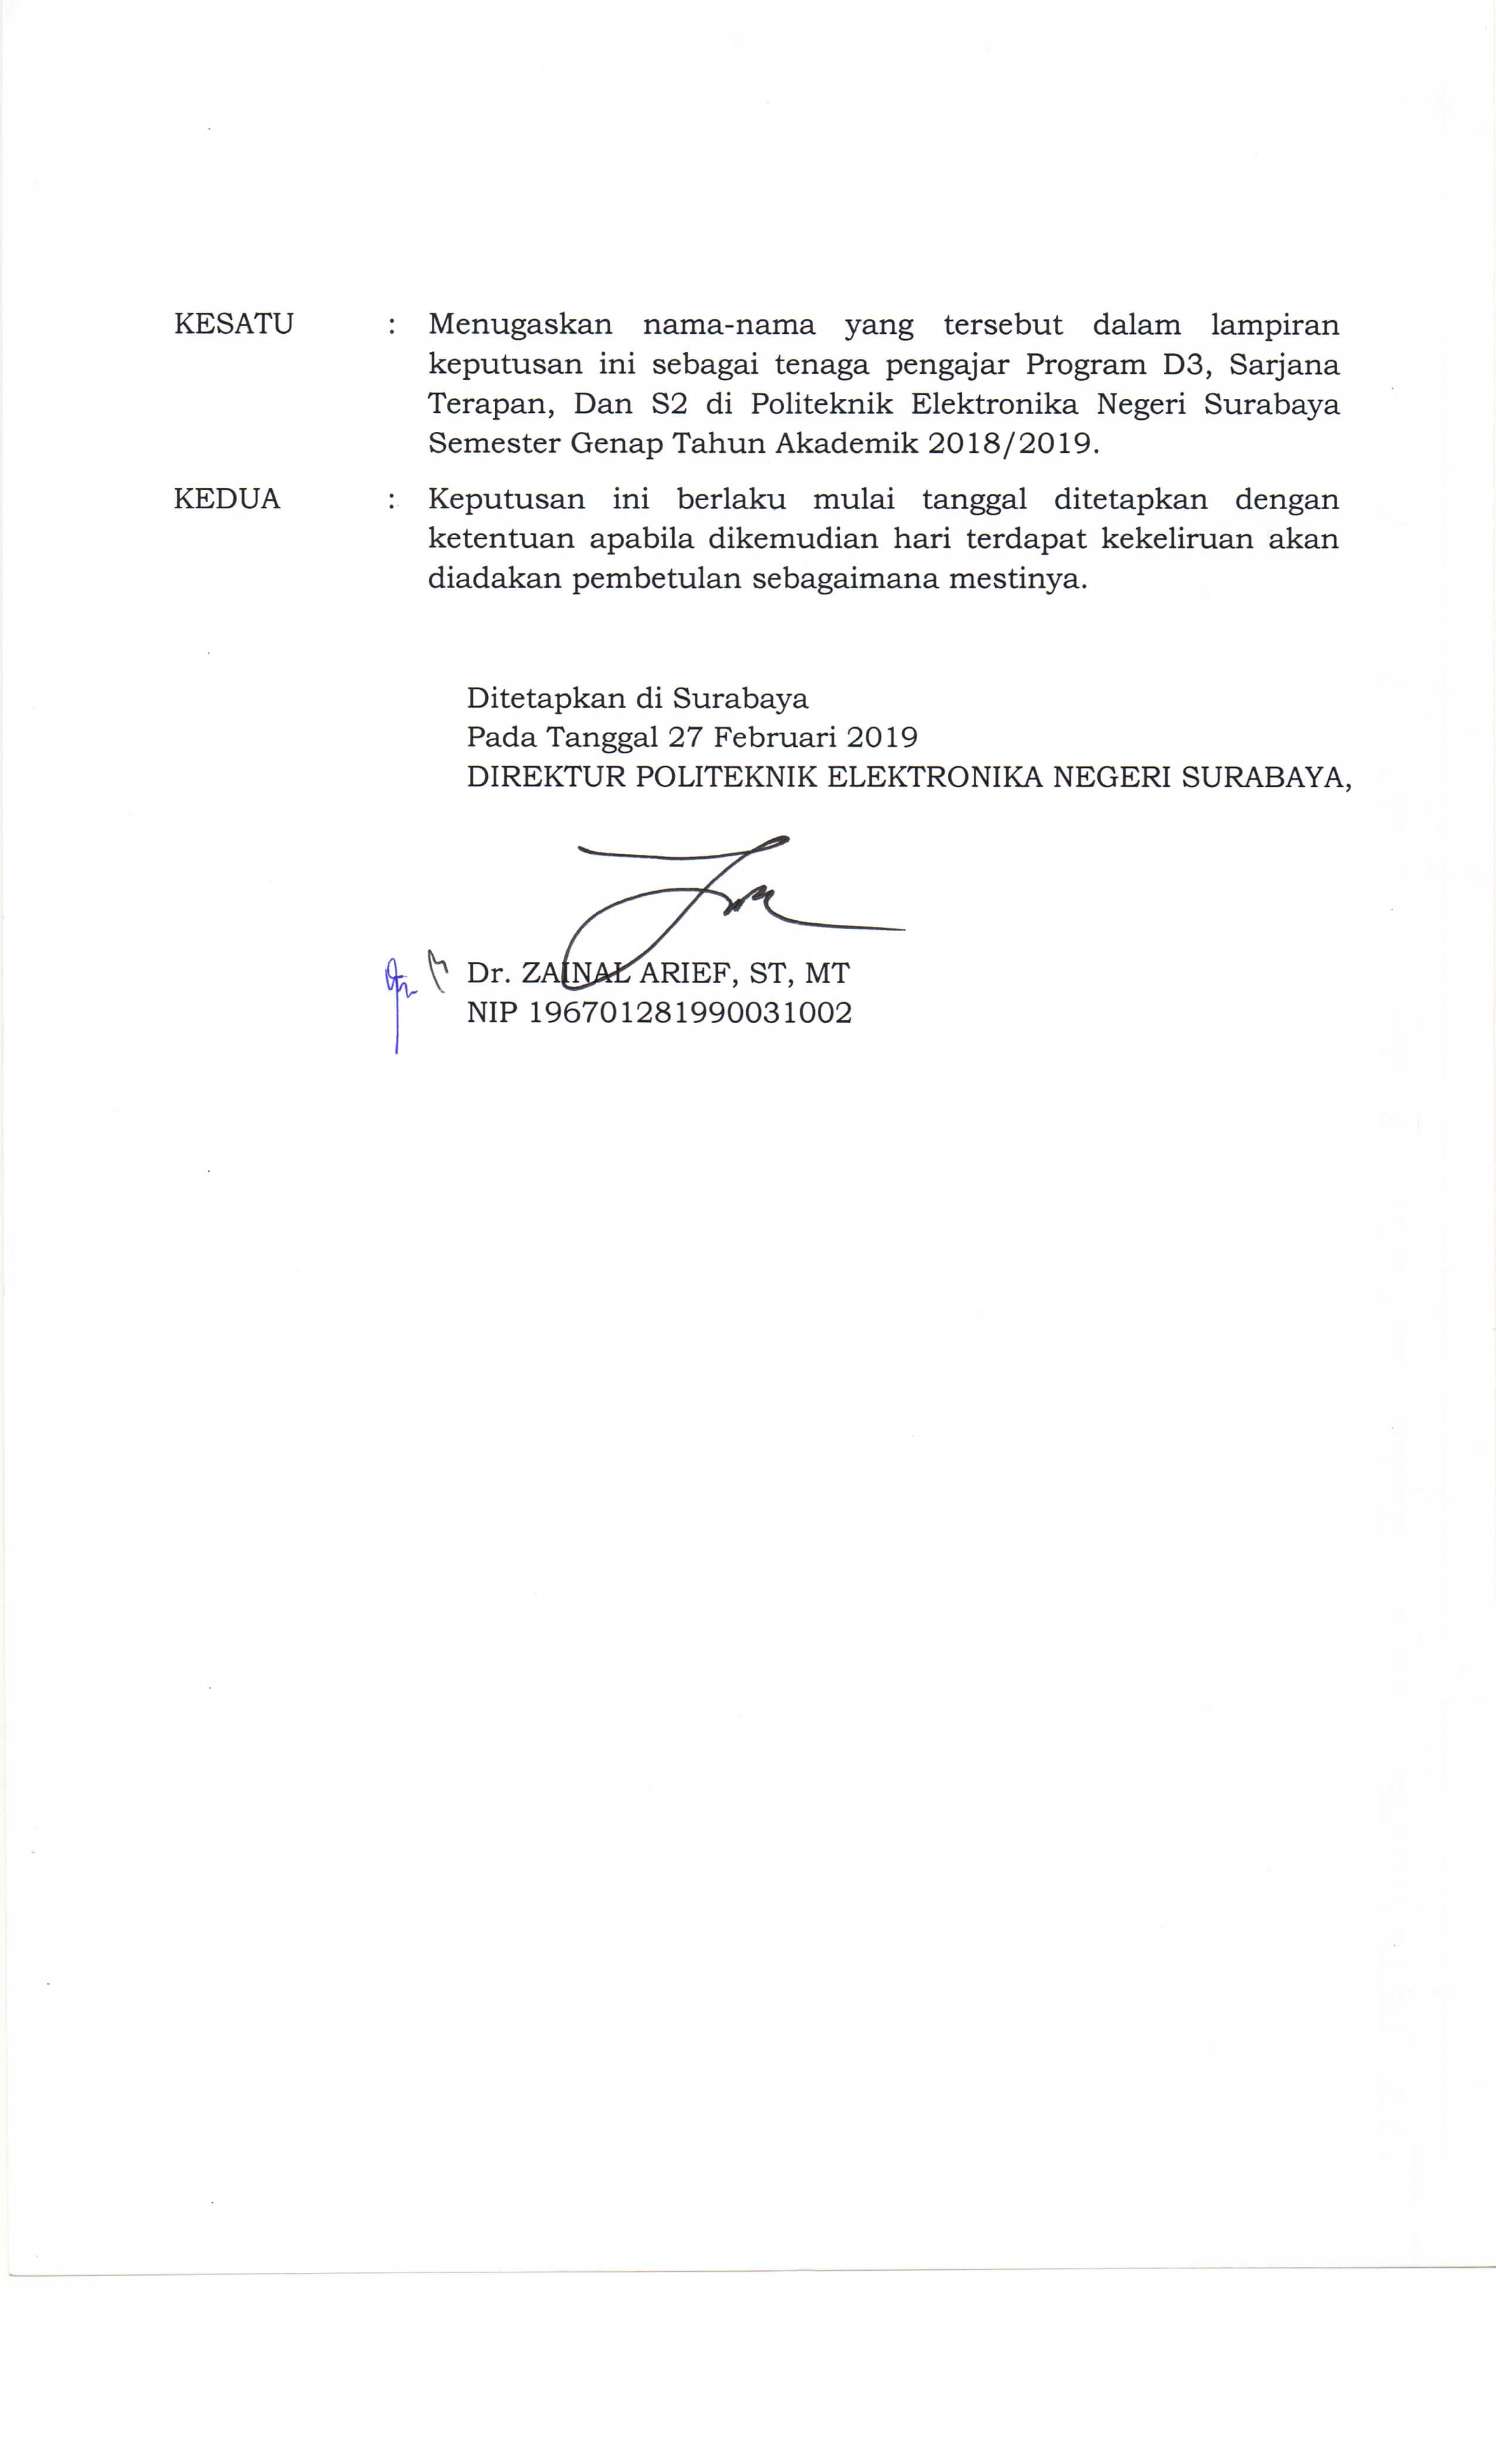 KESATU : Menugaskan nama-nama yang tersebut dalam lampiran
keputusan ini sebagai tenaga pengajar Program D3, Sarjana
Terapan, Dan S2 di Politeknik Elektronika Negeri Surabaya
Semester Genap Tahun Akademik 2018/2019.
KEDUA : Keputusan ini berlaku mulai tanggal ditetapkan dengan
ketentuan apabila dikemudian hari terdapat kekeliruan akan
diadakan pembetulan sebagaimana mestinya.
Ditetapkan di Surabaya
Pada Tanggal 27 Februari 2019
DIREKTUR POLITEKNIK ELEKTRONIKA NEGERI SURABAYA,
Dr. ZAINAL ARIEF, ST, MT
NIP 196701281990031002